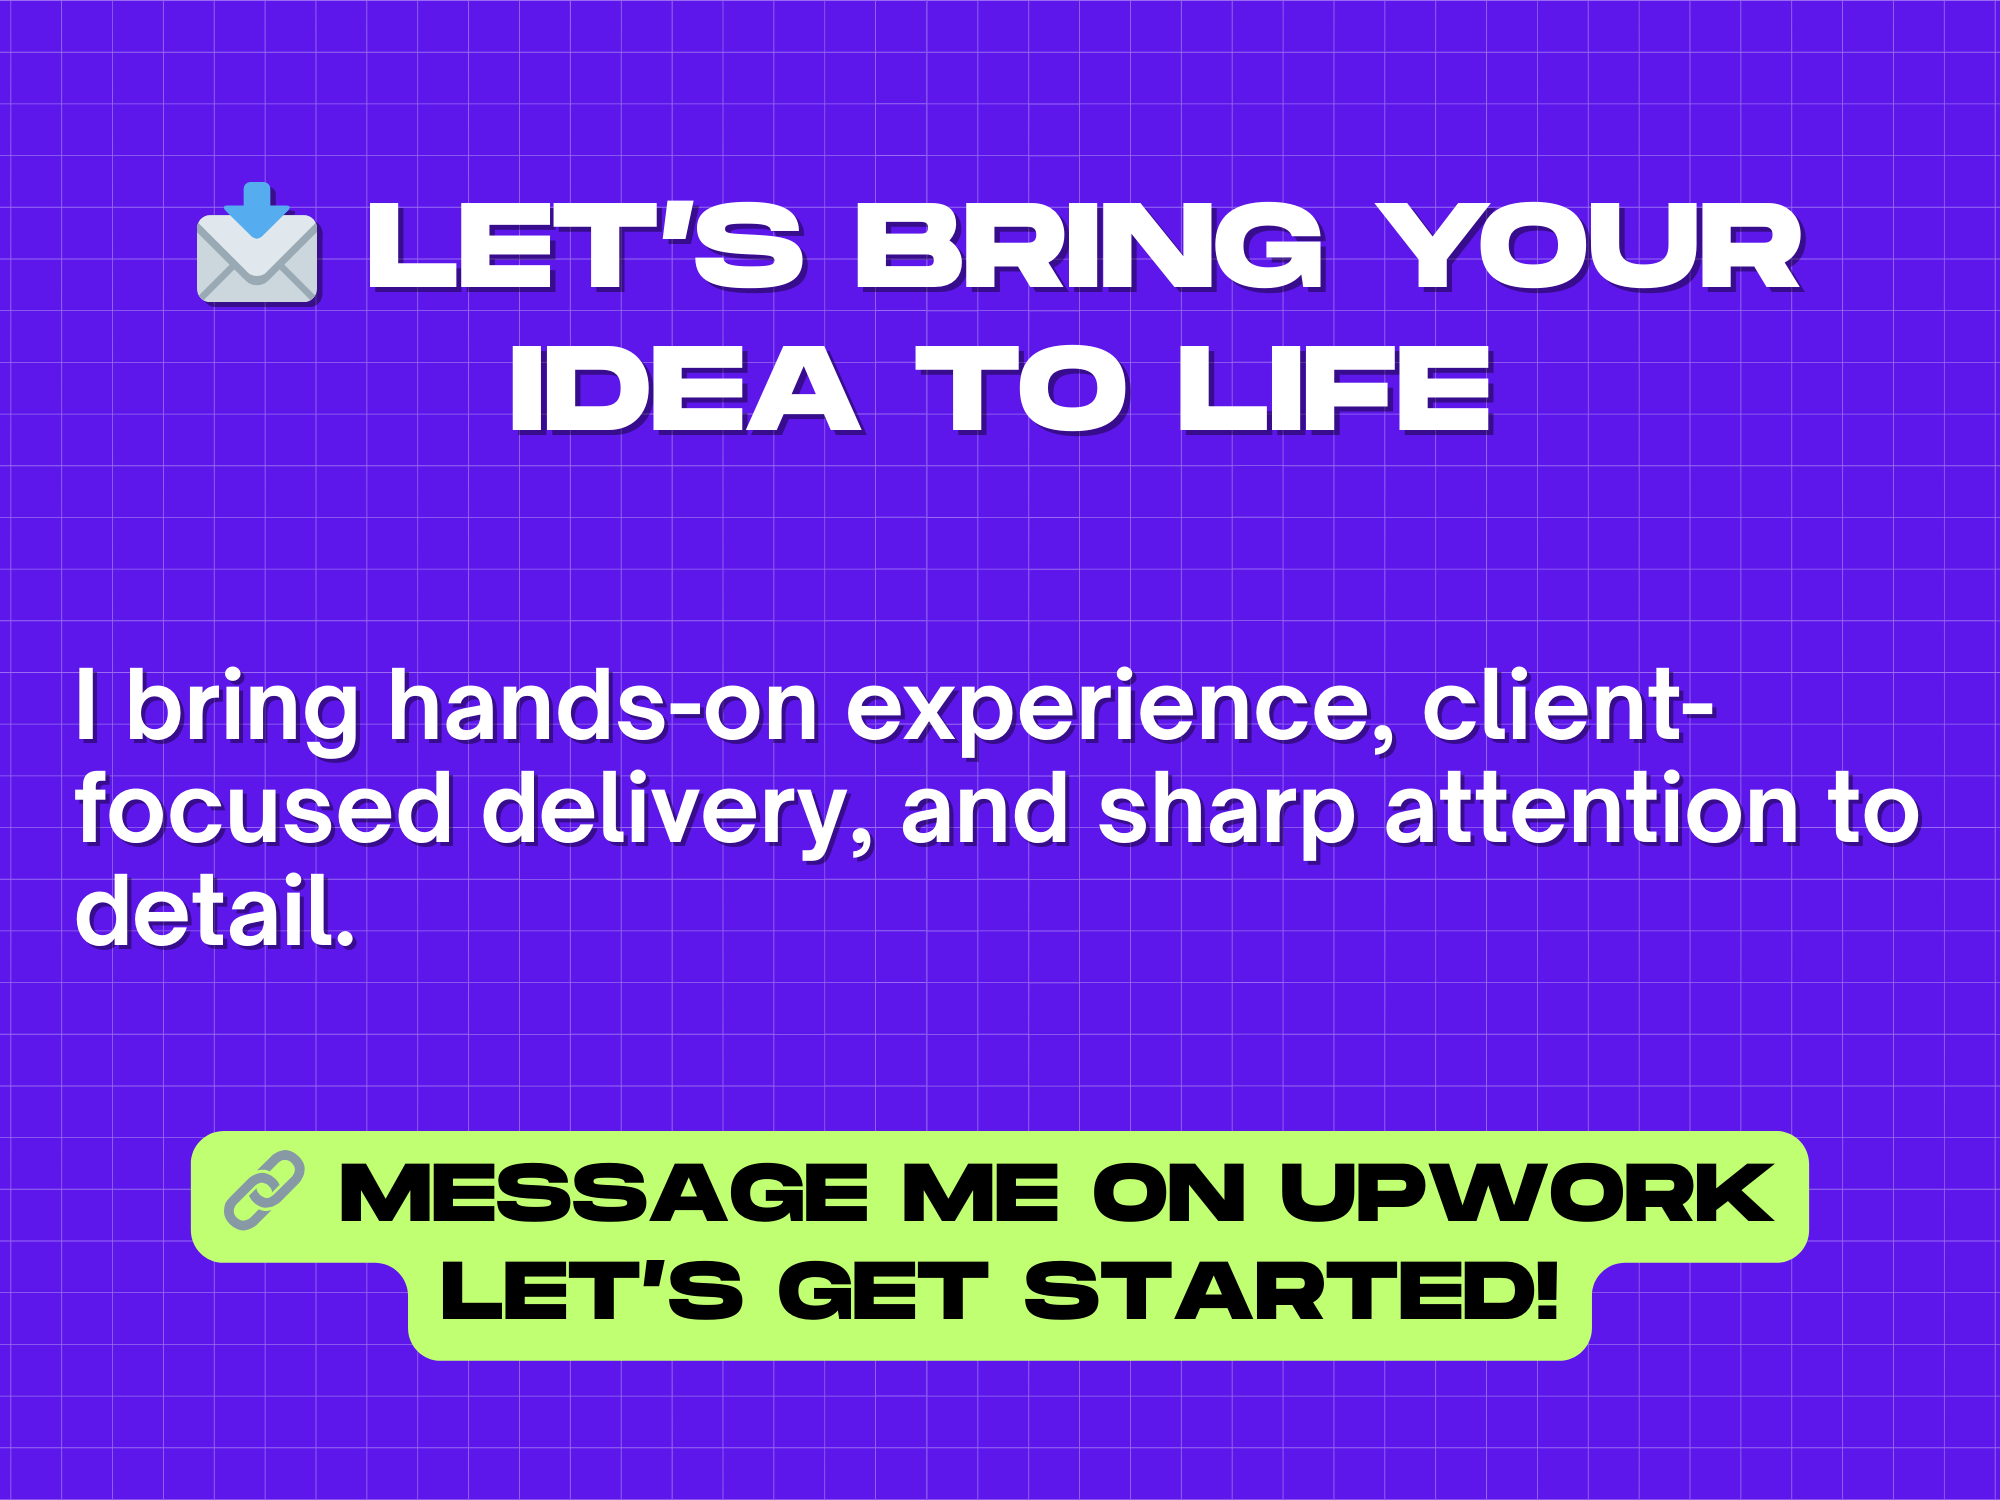 📩 LET'S BRING YOUR
IDEA TO LIFE
I bring hands-on experience, client-
focused delivery, and sharp attention to
detail.
🔗 MESSAGE ME ON UPWORK
LET'S GET STARTED!